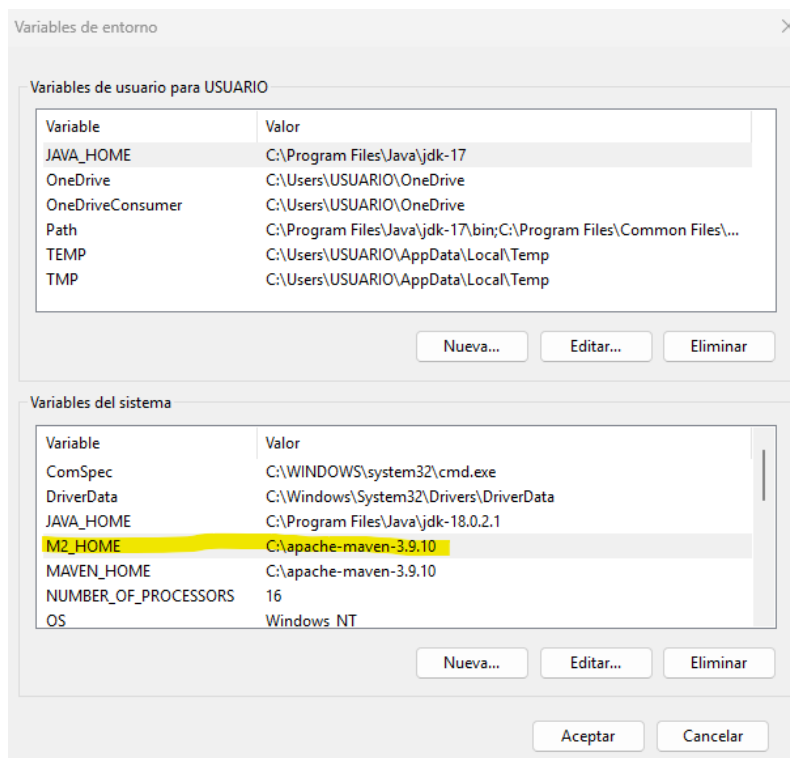 Variables de entorno
Variables de usuario para USUARIO
Variable Valor
JAVA_HOME C:\Program Files\Java\jdk-17
OneDrive C:\Users\USUARIO\OneDrive
OneDriveConsumer C:\Users\USUARIO\OneDrive
Path C:\Program Files\Java\jdk-17\bin;C:\Program Files\Common Files\...
TEMP C:\Users\USUARIO\AppData\Local\Temp
TMP C:\Users\USUARIO\AppData\Local\Temp
Nueva... Editar... Eliminar
Variables del sistema
Variable Valor
ComSpec C:\WINDOWS\system32\cmd.exe
DriverData C:\Windows\System32\Drivers\DriverData
JAVA_HOME C:\Program Files\Java\jdk-18.0.2.1
M2_HOME C:\apache-maven-3.9.10
MAVEN_HOME C:\apache-maven-3.9.10
NUMBER_OF_PROCESSORS 16
OS Windows_NT
Nueva... Editar... Eliminar
Aceptar Cancelar